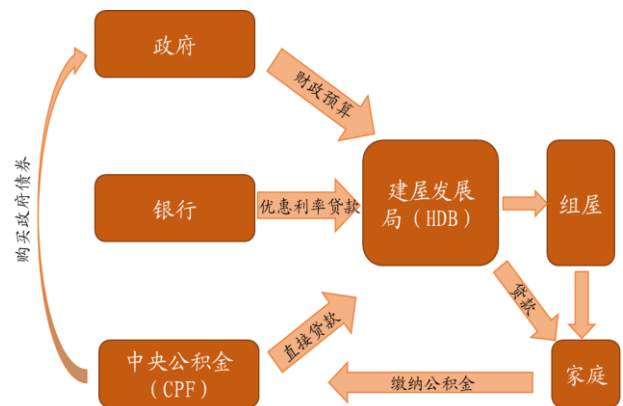 政府
财政预算
购买政府债券
银行
优惠利率贷款
建屋发展
局（HDB）
组屋
直接贷款
贷款
中央公积金
（CPF）
缴纳公积金
家庭